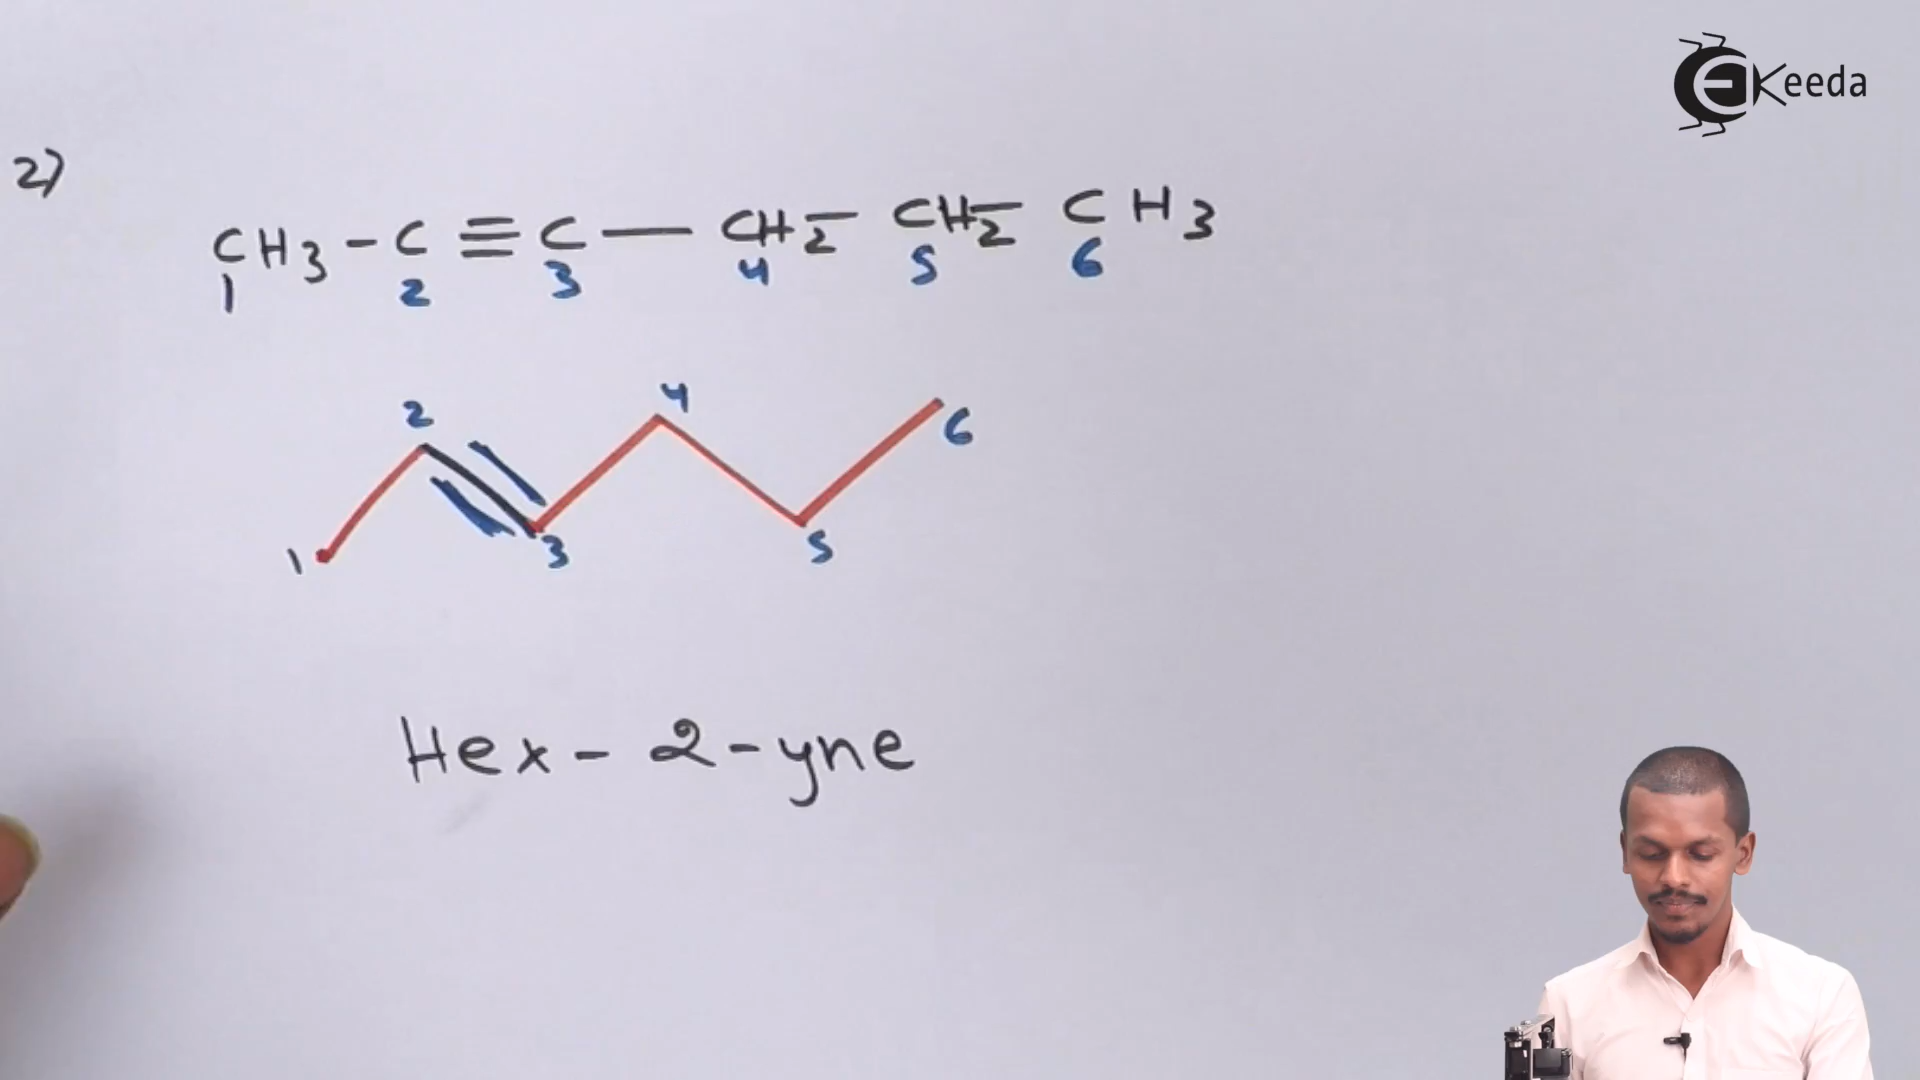 EKeeda
2)
CH3 - C ≡ C — CH2 - CH2 - CH3
1 2 3 4 5 6
2 4 6
1 3 5
Hex - 2 - yne